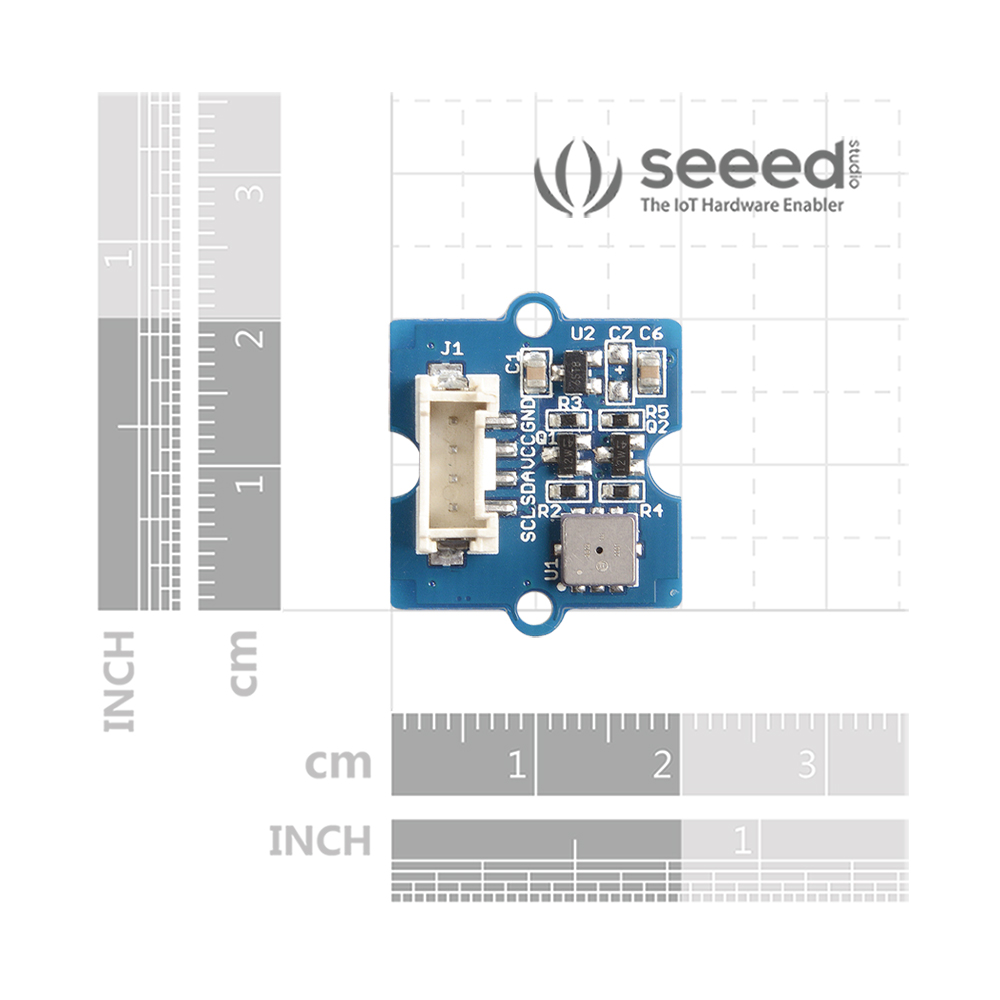 seeed
studio
The IoT Hardware Enabler
1
3
2
1
INCH
cm
J1
C1
U2
C7
C6
+
R3
R5
Q1
Q2
SCL SDA VCC GND
R2
R4
U1
cm
1
2
3
INCH
1